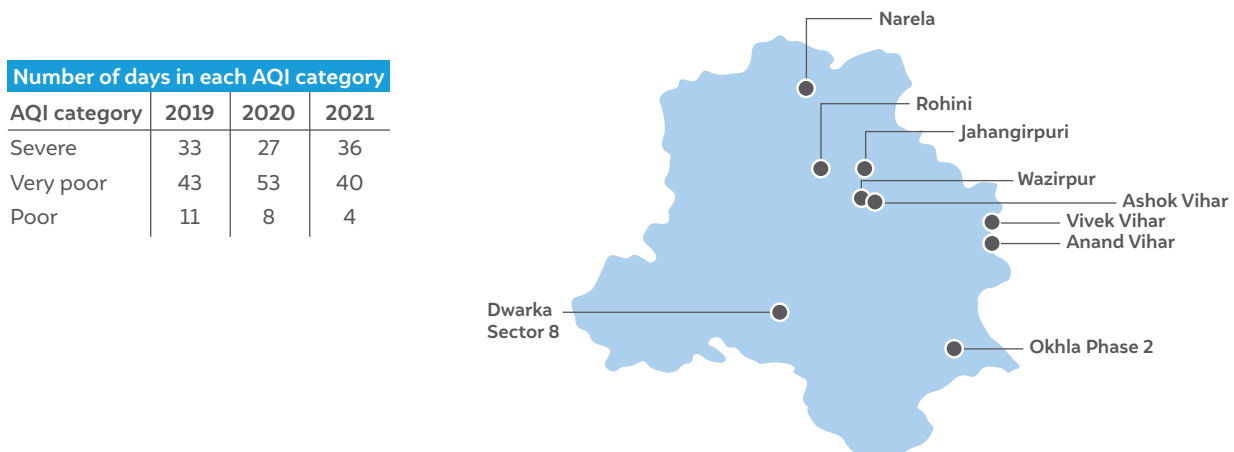 Number of days in each AQI category
AQI category 2019 2020 2021
Severe 33 27 36
Very poor 43 53 40
Poor 11 8 4
Narela
Rohini
Jahangirpuri
Wazirpur
Ashok Vihar
Vivek Vihar
Anand Vihar
Dwarka
Sector 8
Okhla Phase 2